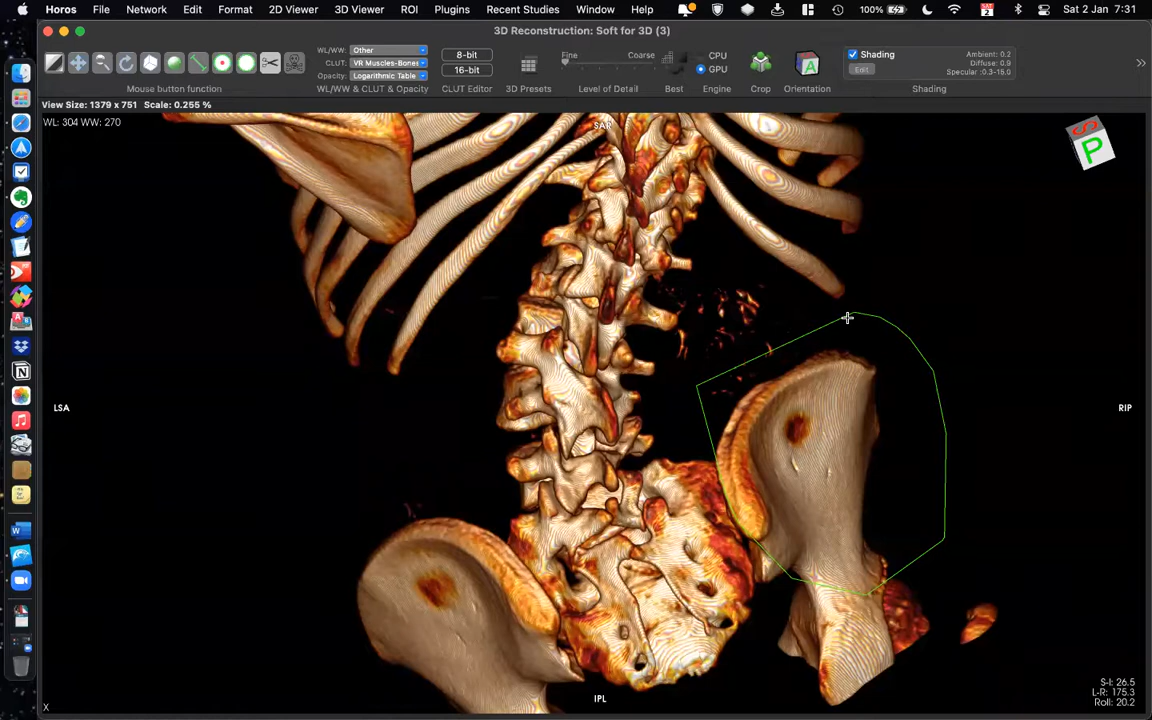 Horos File Network Edit Format 2D Viewer 3D Viewer ROI Plugins Recent Studies Window Help 100% 2 Sat 2 Jan 7:31
3D Reconstruction: Soft for 3D (3)
WL/WW: Other
CLUT: VR Muscles-Bones
Opacity: Logarithmic Table
8-bit
16-bit
Fine Coarse
CPU
GPU
Shading
Edit
Ambient: 0.2
Diffuse: 0.9
Specular :0.3-15.0
Mouse button function WL/WW & CLUT & Opacity CLUT Editor 3D Presets Level of Detail Best Engine Crop Orientation Shading
View Size: 1379 x 751 Scale: 0.255 %
WL: 304 WW: 270
SAR
S
P
LSA
RIP
IPL
S-I: 26.5
L-R: 175.3
Roll: 20.2
X